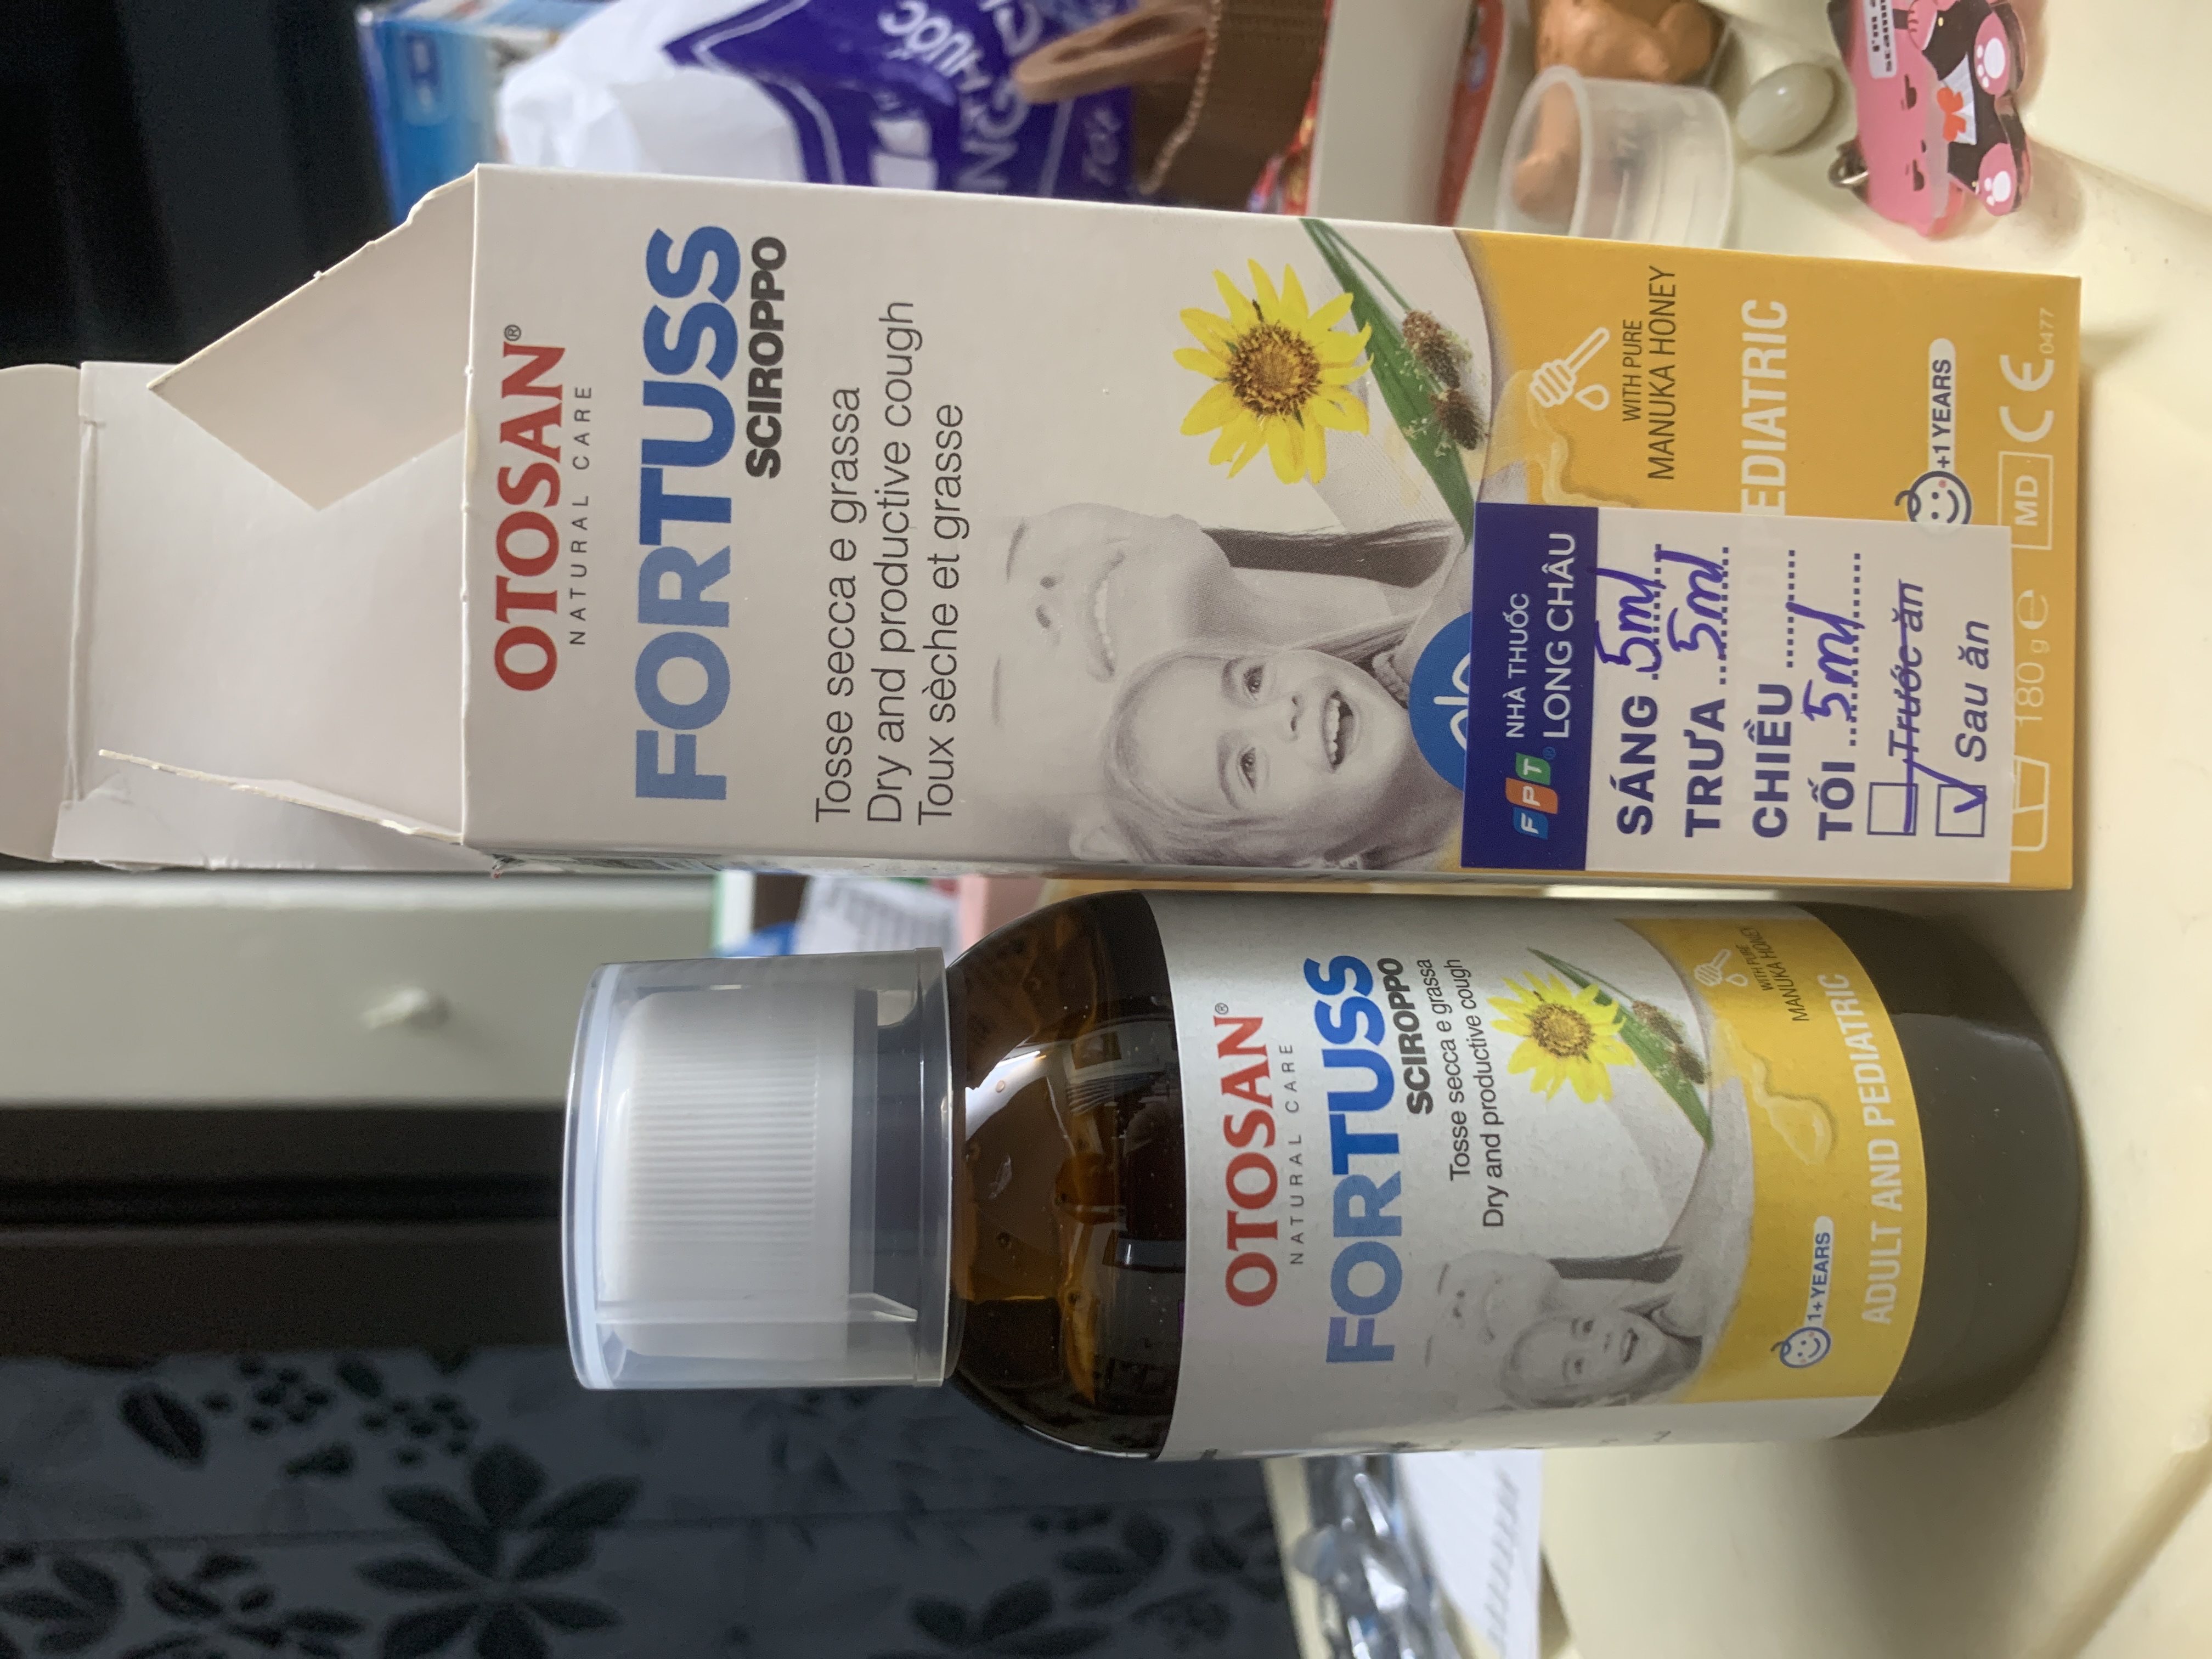 OTOSAN®
NATURAL CARE
FORTUSS
SCIROPPO
Tosse secca e grassa
Dry and productive cough
Toux sèche et grasse
FPT®
NHÀ THUỐC
LONG CHÂU
SÁNG 5ml
TRƯA 5ml
CHIỀU
TỐI 5ml
Trước ăn
Sau ăn
WITH PURE
MANUKA HONEY
EDIATRIC
+1 YEARS
180 g ℮
MD CE 0477
OTOSAN®
NATURAL CARE
FORTUSS
SCIROPPO
Tosse secca e grassa
Dry and productive cough
WITH PURE
MANUKA HONEY
1+ YEARS
ADULT AND PEDIATRIC
HUỐC
I'm a